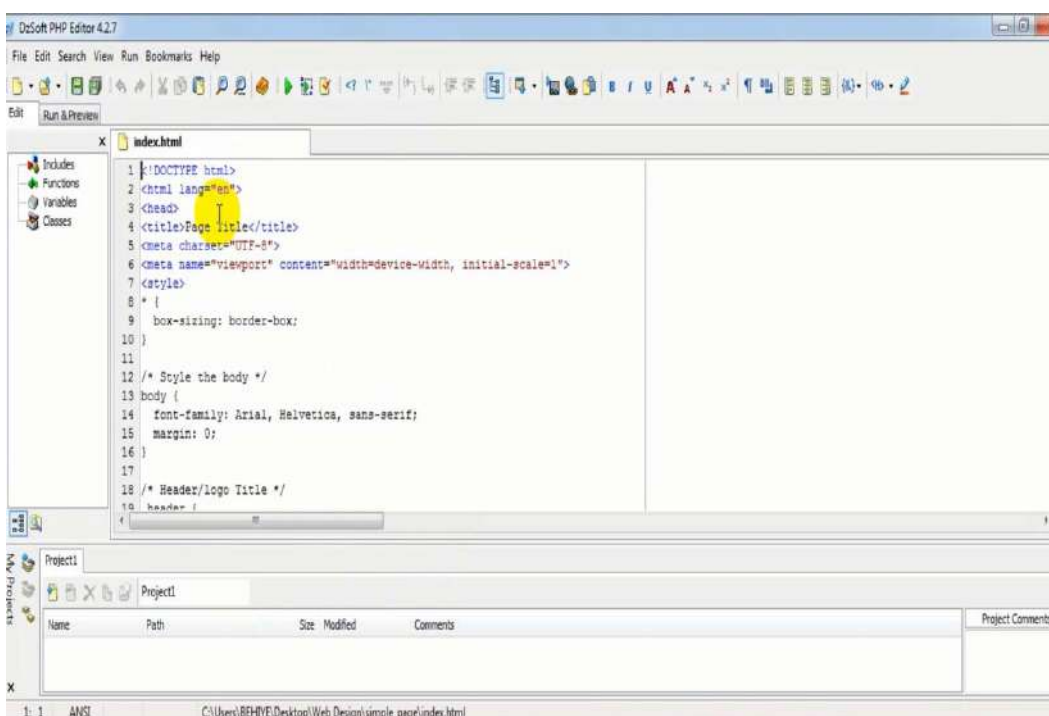 DzSoft PHP Editor 4.2.7
File Edit Search View Run Bookmarks Help
Edit Run & Preview
x index.html
Includes
Functions
Variables
Classes
1 <!DOCTYPE html>
2 <html lang="en">
3 <head>
4 <title>Page Title</title>
5 <meta charset="UTF-8">
6 <meta name="viewport" content="width=device-width, initial-scale=1">
7 <style>
8 * {
9 box-sizing: border-box;
10 }
11
12 /* Style the body */
13 body {
14 font-family: Arial, Helvetica, sans-serif;
15 margin: 0;
16 }
17
18 /* Header/logo Title */
19 .header {
My Projects
Project1
Project1
Name Path Size Modified Comments
Project Comments
x
1: 1 ANSI C:\Users\BEHIYE\Desktop\Web Design\simple_page\index.html